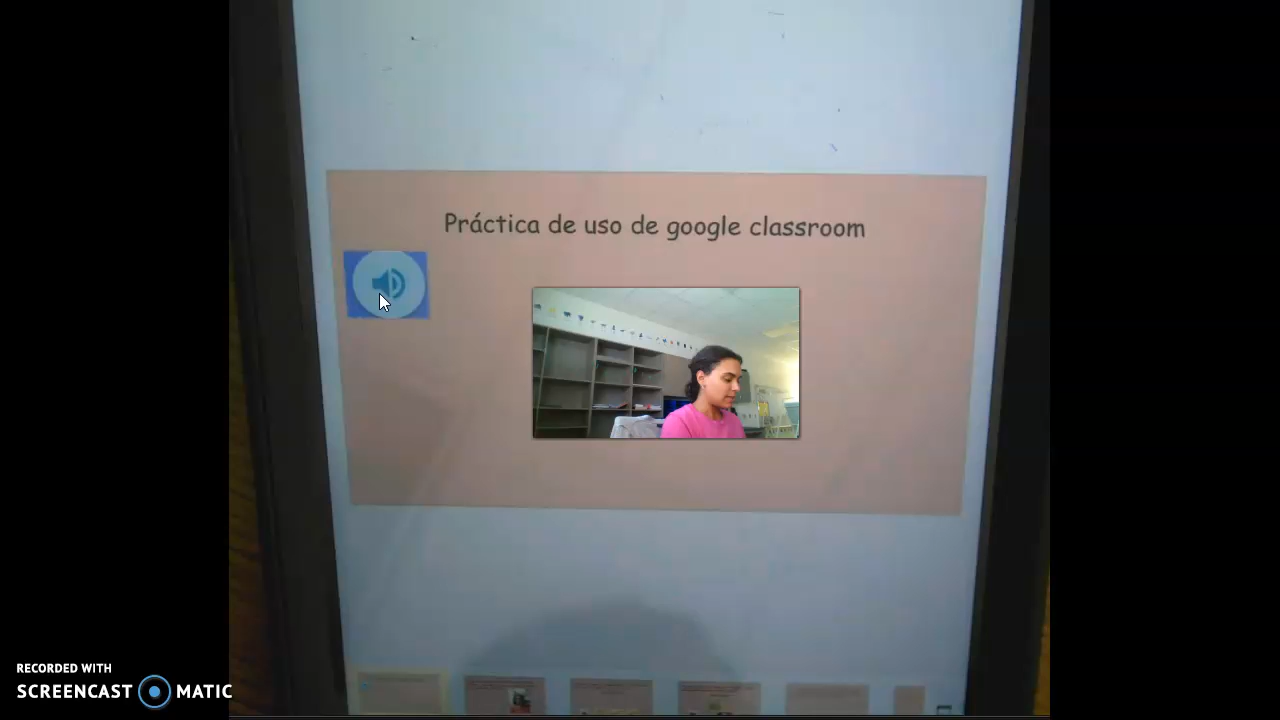 Práctica de uso de google classroom
RECORDED WITH
SCREENCAST MATIC